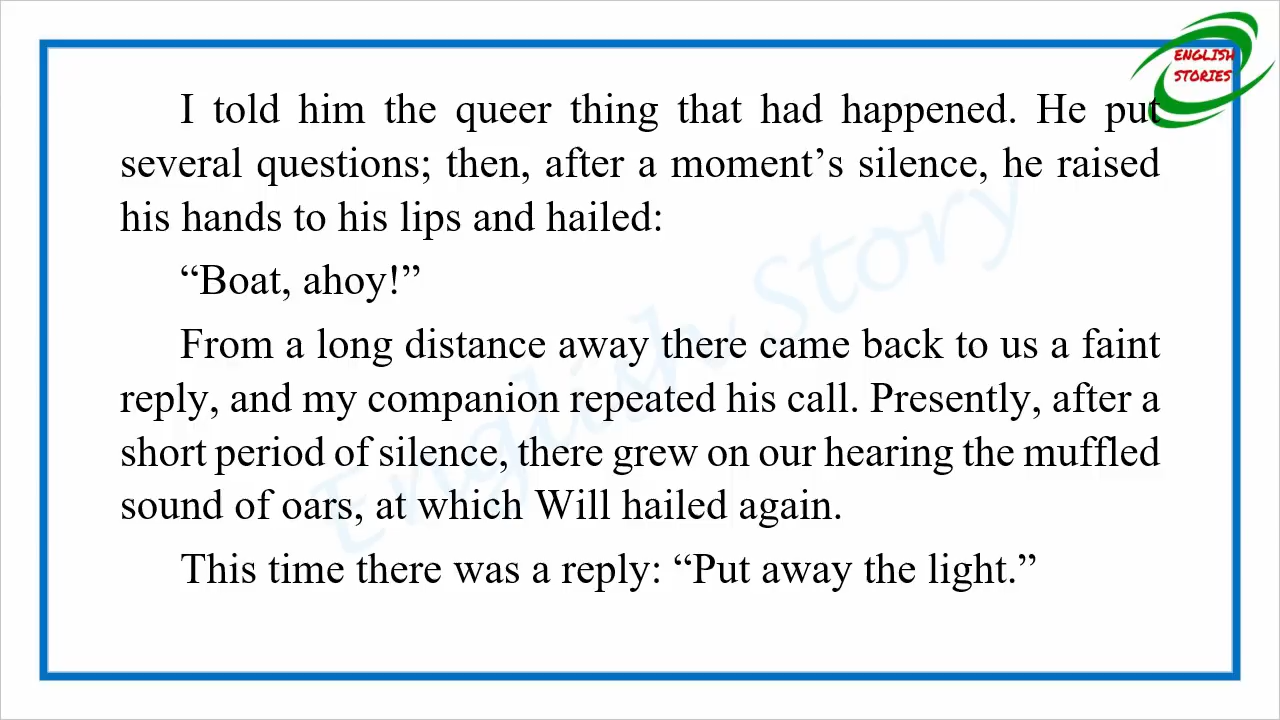 ENGLISH
STORIES
I told him the queer thing that had happened. He put
several questions; then, after a moment’s silence, he raised
his hands to his lips and hailed:
“Boat, ahoy!”
From a long distance away there came back to us a faint
reply, and my companion repeated his call. Presently, after a
short period of silence, there grew on our hearing the muffled
sound of oars, at which Will hailed again.
This time there was a reply: “Put away the light.”
English Story